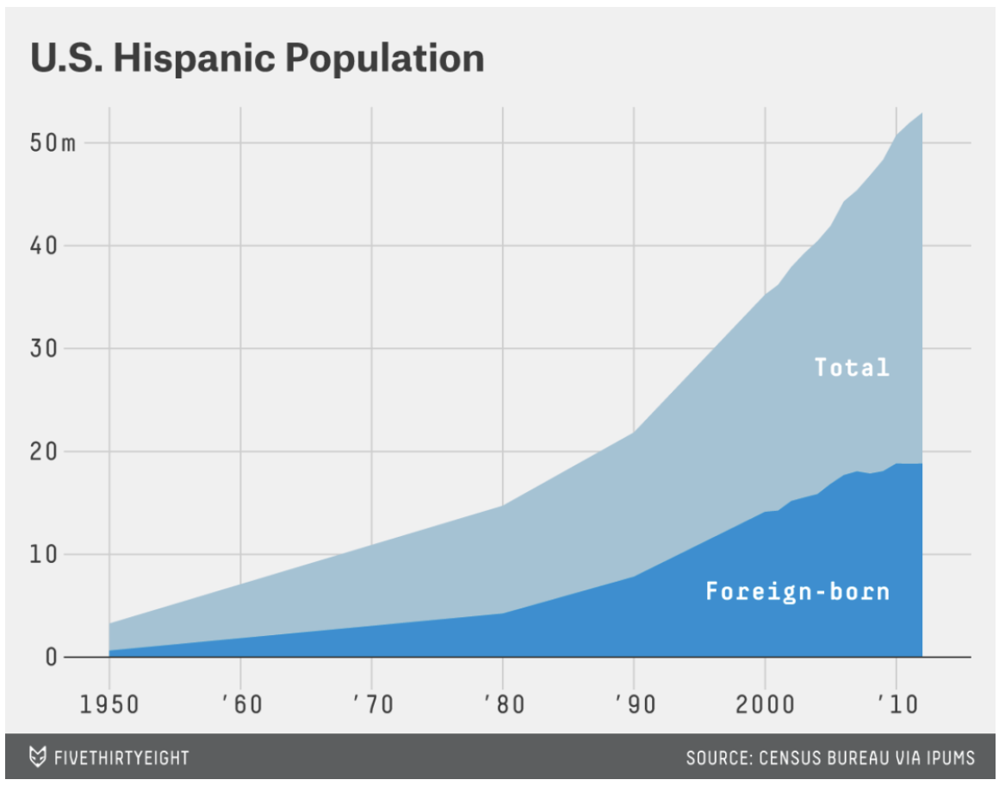 U.S. Hispanic Population
50m
40
30
Total
20
10
Foreign-born
0
1950 '60 '70 '80 '90 2000 '10
FIVETHIRTYEIGHT SOURCE: CENSUS BUREAU VIA IPUMS